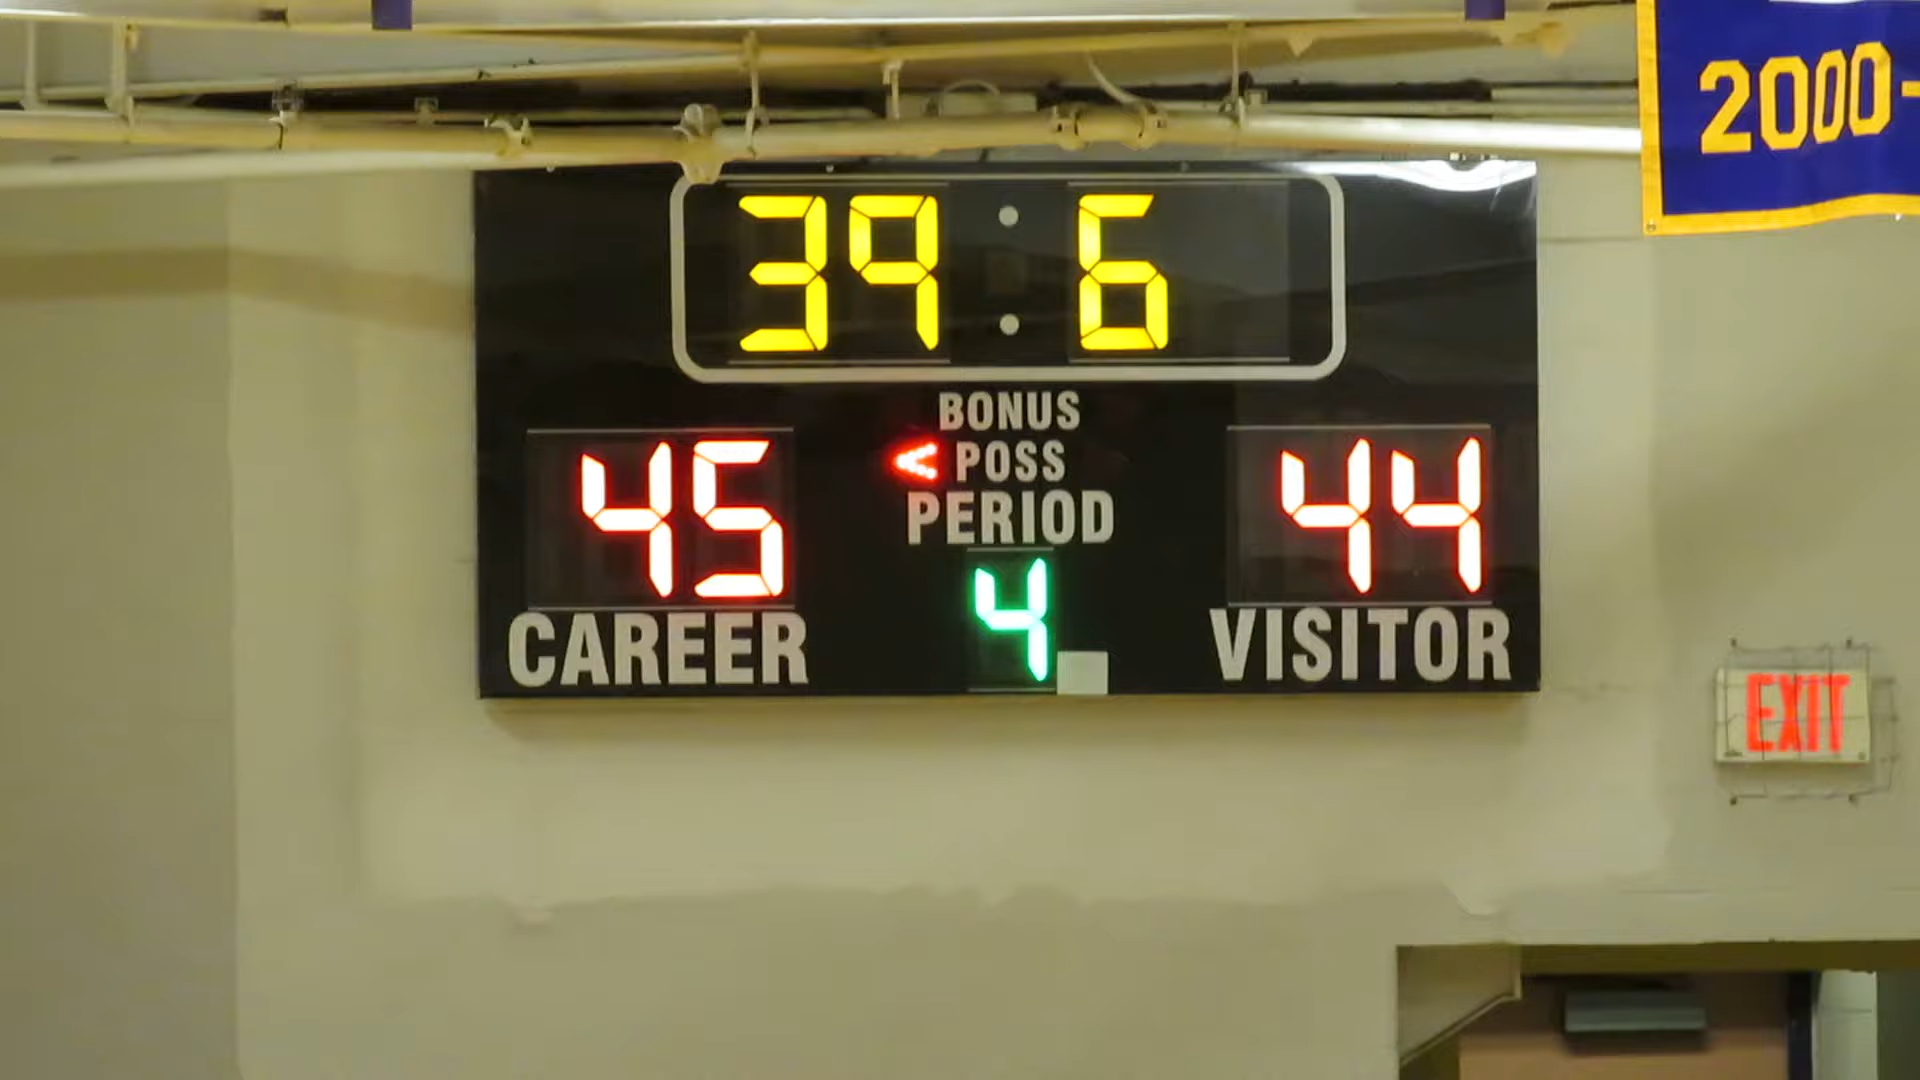 2000-
39:6
BONUS
< POSS
PERIOD
45 4 44
CAREER VISITOR
EXIT